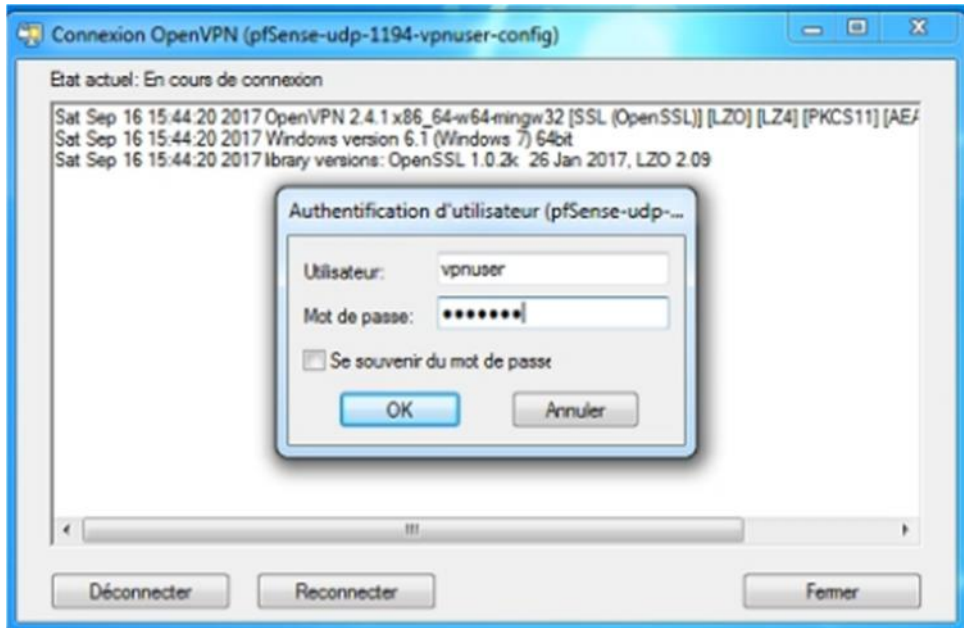 Connexion OpenVPN (pfSense-udp-1194-vpnuser-config)
Etat actuel: En cours de connexion
Sat Sep 16 15:44:20 2017 OpenVPN 2.4.1 x86_64-w64-mingw32 [SSL (OpenSSL)] [LZO] [LZ4] [PKCS11] [AEA
Sat Sep 16 15:44:20 2017 Windows version 6.1 (Windows 7) 64bit
Sat Sep 16 15:44:20 2017 library versions: OpenSSL 1.0.2k 26 Jan 2017, LZO 2.09
Authentification d'utilisateur (pfSense-udp-...
Utilisateur: vpnuser
Mot de passe: •••••••
Se souvenir du mot de passe
OK Annuler
Déconnecter Reconnecter Fermer